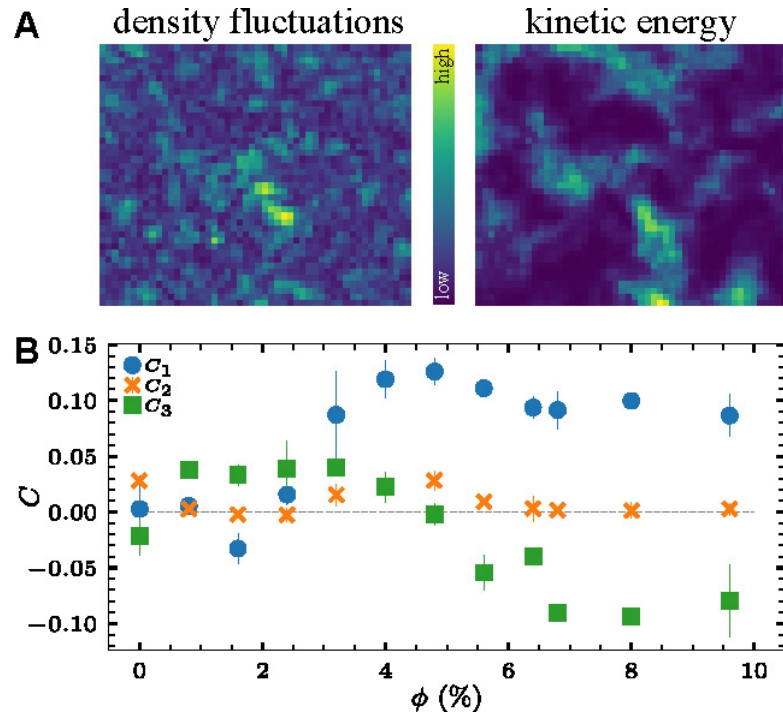 A
density fluctuations
kinetic energy
high
low
B
C₁
C₂
C₃
0.15
0.10
0.05
0.00
−0.05
−0.10
C
0 2 4 6 8 10
ϕ (%)